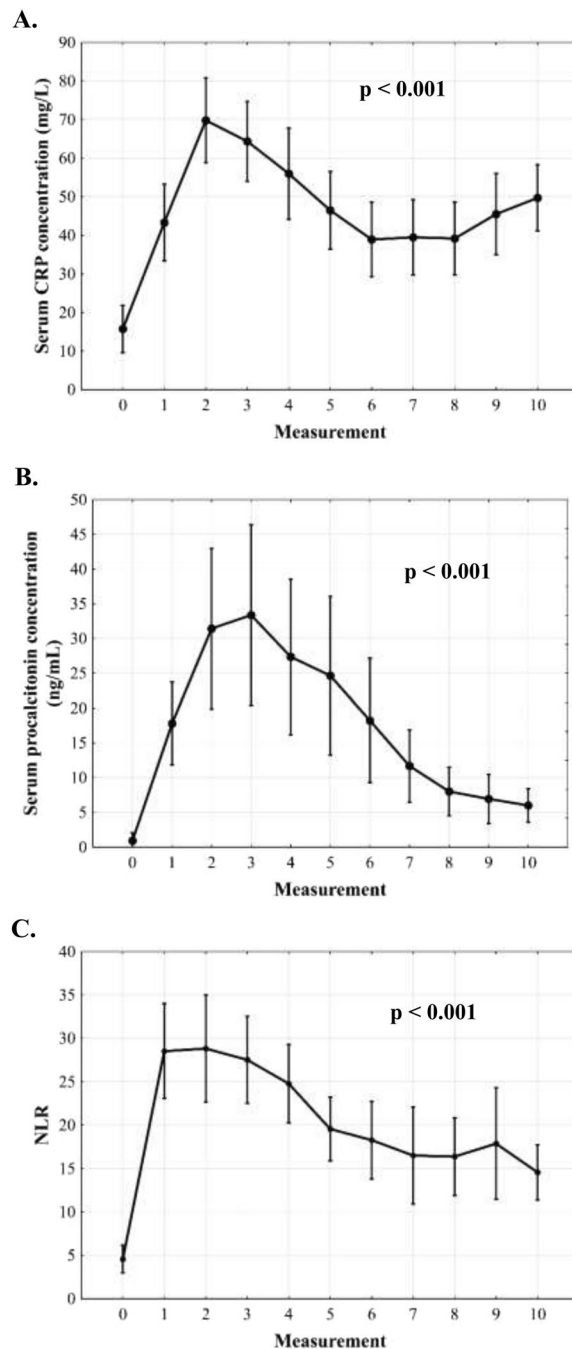 A.
Serum CRP concentration (mg/L)
90
80
70
60
50
40
30
20
10
0
p < 0.001
0 1 2 3 4 5 6 7 8 9 10
Measurement
B.
Serum procalcitonin concentration
(ng/mL)
50
45
40
35
30
25
20
15
10
5
0
p < 0.001
0 1 2 3 4 5 6 7 8 9 10
Measurement
C.
NLR
40
35
30
25
20
15
10
5
0
p < 0.001
0 1 2 3 4 5 6 7 8 9 10
Measurement